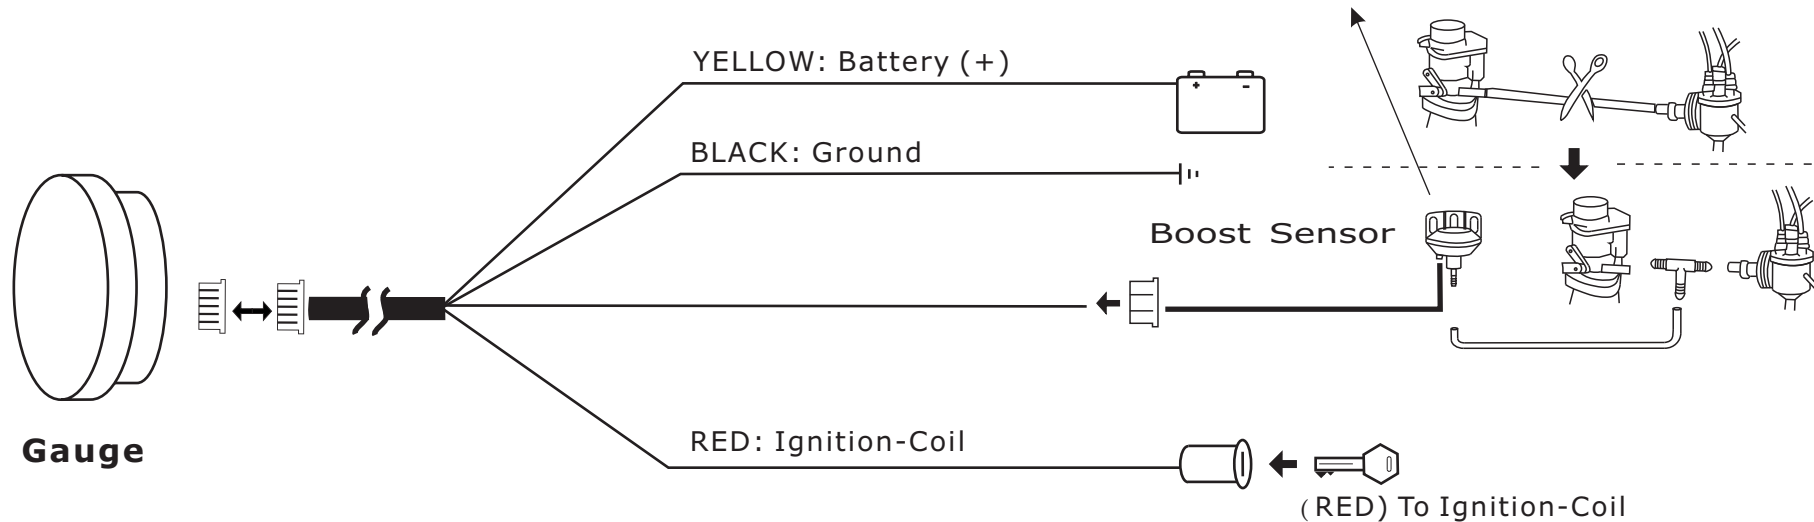 YELLOW: Battery (+)
BLACK: Ground
Boost Sensor
Gauge
RED: Ignition-Coil
(RED) To Ignition-Coil